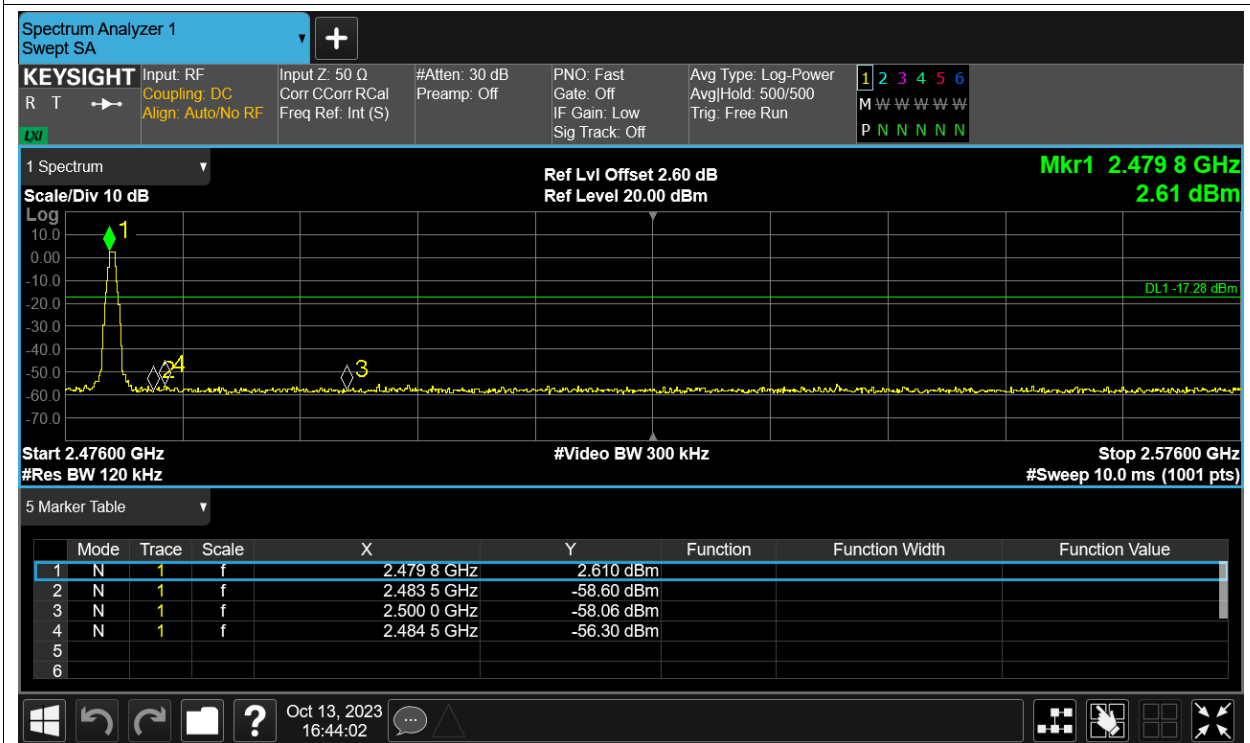 Spectrum Analyzer 1
Swept SA
KEYSIGHT
R T
LXI
Input: RF
Coupling: DC
Align: Auto/No RF
Input Z: 50 Ω
Corr CCorr RCal
Freq Ref: Int (S)
#Atten: 30 dB
Preamp: Off
PNO: Fast
Gate: Off
IF Gain: Low
Sig Track: Off
Avg Type: Log-Power
Avg|Hold: 500/500
Trig: Free Run
1 2 3 4 5 6
M W W W W W
P N N N N N
1 Spectrum
Scale/Div 10 dB
Ref Lvl Offset 2.60 dB
Ref Level 20.00 dBm
Mkr1 2.479 8 GHz
2.61 dBm
Log
10.0
0.00
-10.0
-20.0
-30.0
-40.0
-50.0
-60.0
-70.0
1
DL1 -17.28 dBm
2 4
3
Start 2.47600 GHz
#Res BW 120 kHz
#Video BW 300 kHz
Stop 2.57600 GHz
#Sweep 10.0 ms (1001 pts)
5 Marker Table
Mode Trace Scale X Y Function Function Width Function Value
1 N 1 f 2.479 8 GHz 2.610 dBm
2 N 1 f 2.483 5 GHz -58.60 dBm
3 N 1 f 2.500 0 GHz -58.06 dBm
4 N 1 f 2.484 5 GHz -56.30 dBm
5
6
?
Oct 13, 2023
16:44:02